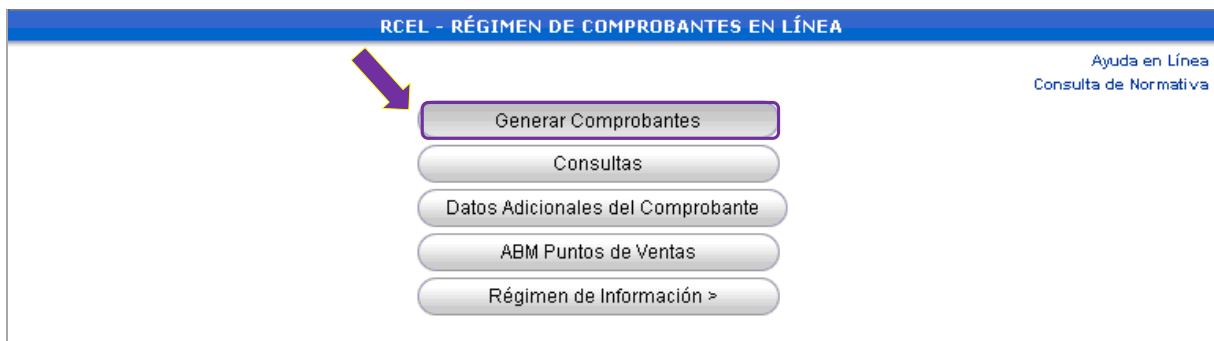 RCEL - RÉGIMEN DE COMPROBANTES EN LÍNEA
Ayuda en Línea
Consulta de Normativa
Generar Comprobantes
Consultas
Datos Adicionales del Comprobante
ABM Puntos de Ventas
Régimen de Información >